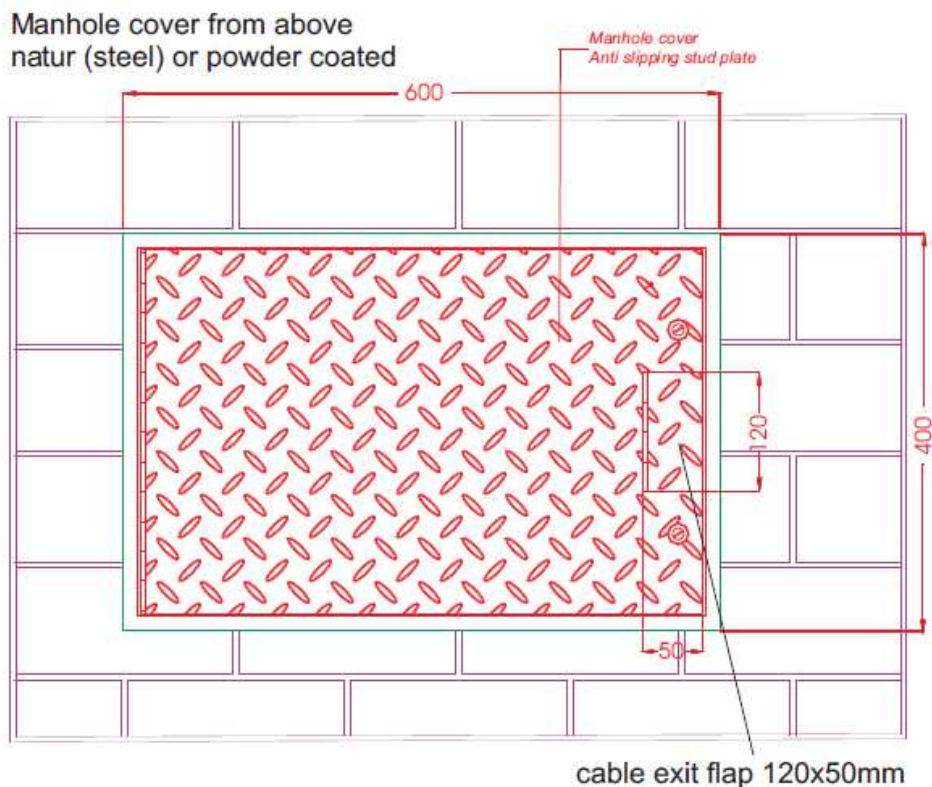 Manhole cover from above
natur (steel) or powder coated
Manhole cover
Anti slipping stud plate
600
120
400
50
cable exit flap 120x50mm